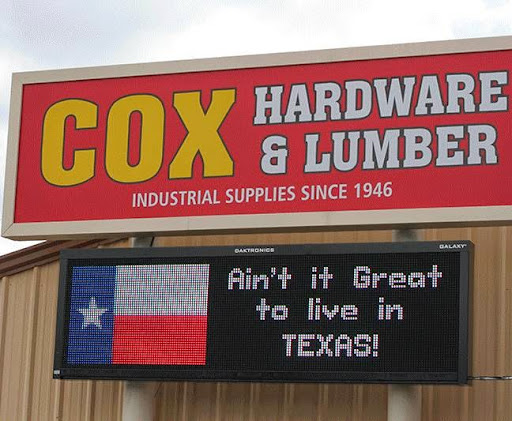 COX HARDWARE
& LUMBER
INDUSTRIAL SUPPLIES SINCE 1946
DAKTRONICS GALAXY
Ain't it Great
to live in
TEXAS!